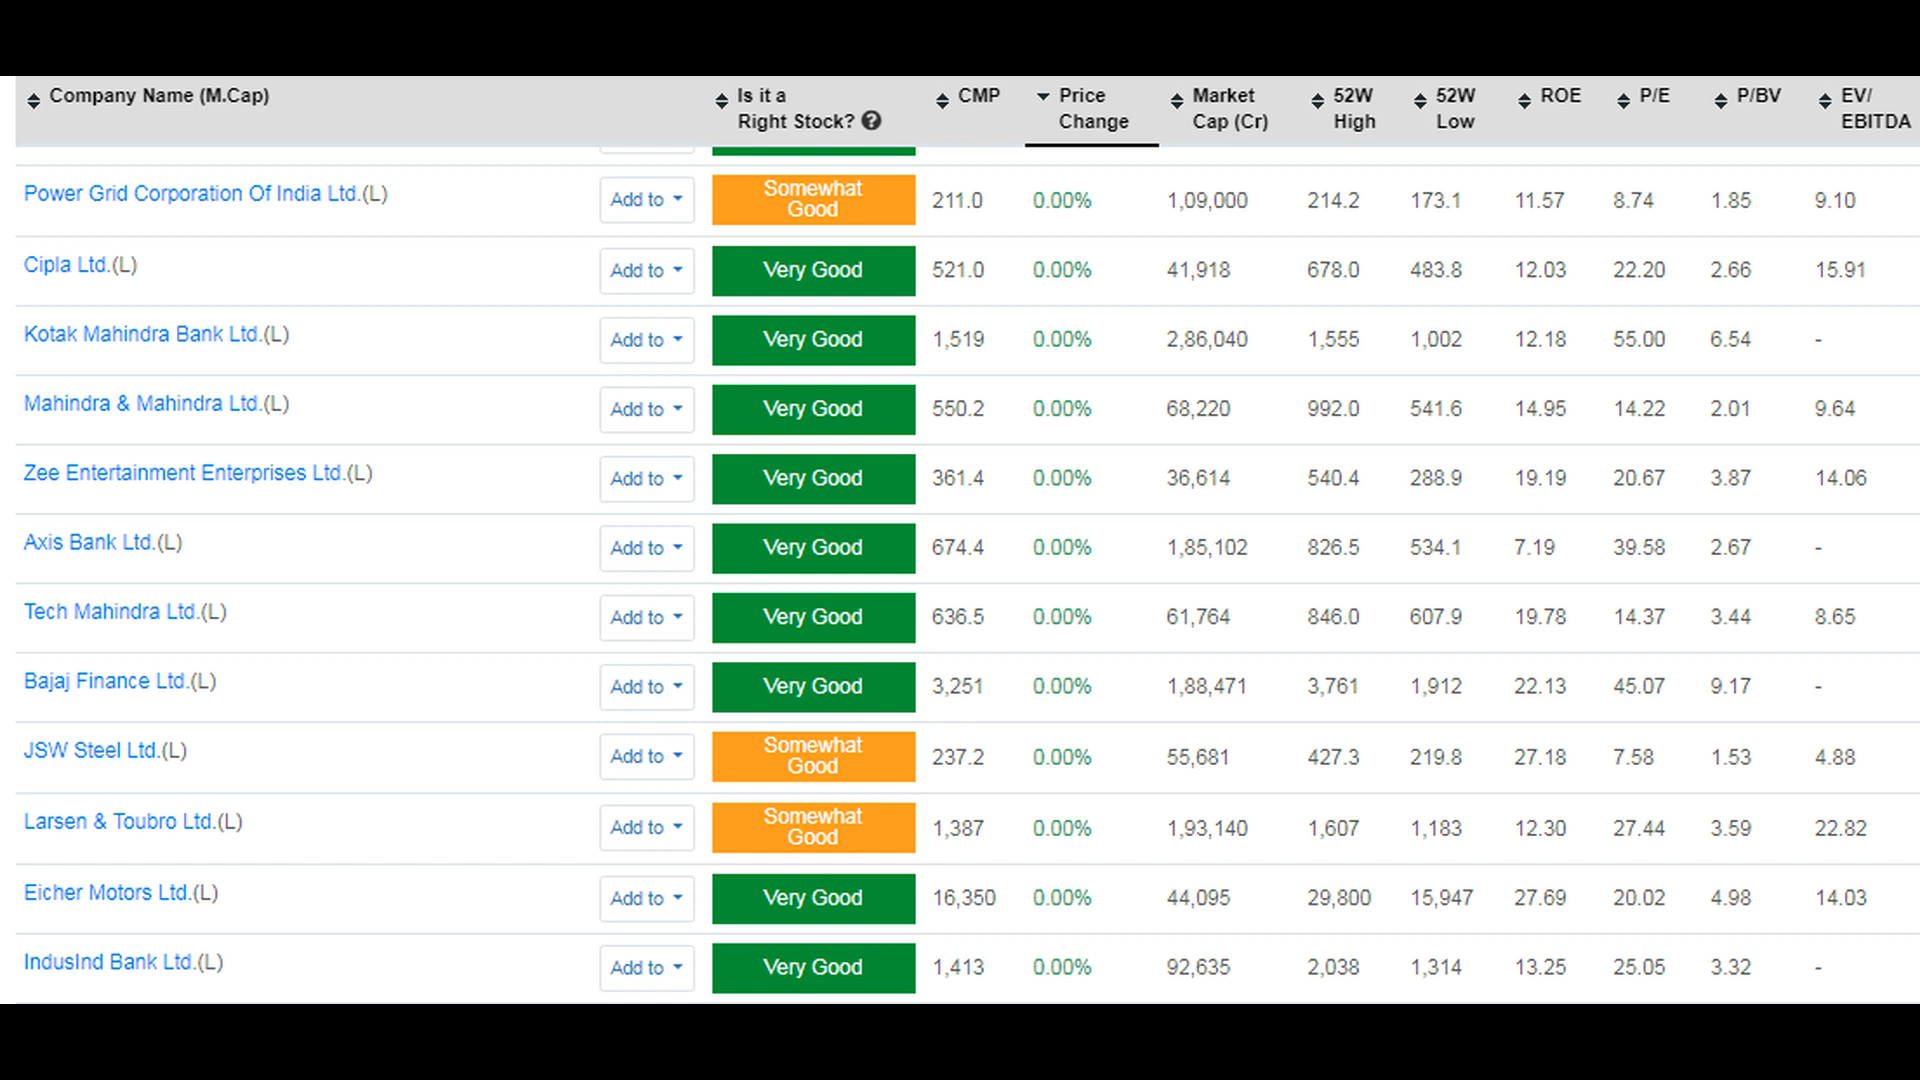 Company Name (M.Cap) Is it a Right Stock? CMP Price Change Market Cap (Cr) 52W High 52W Low ROE P/E P/BV EV/ EBITDA
Power Grid Corporation Of India Ltd.(L) Add to Somewhat Good 211.0 0.00% 1,09,000 214.2 173.1 11.57 8.74 1.85 9.10
Cipla Ltd.(L) Add to Very Good 521.0 0.00% 41,918 678.0 483.8 12.03 22.20 2.66 15.91
Kotak Mahindra Bank Ltd.(L) Add to Very Good 1,519 0.00% 2,86,040 1,555 1,002 12.18 55.00 6.54 -
Mahindra & Mahindra Ltd.(L) Add to Very Good 550.2 0.00% 68,220 992.0 541.6 14.95 14.22 2.01 9.64
Zee Entertainment Enterprises Ltd.(L) Add to Very Good 361.4 0.00% 36,614 540.4 288.9 19.19 20.67 3.87 14.06
Axis Bank Ltd.(L) Add to Very Good 674.4 0.00% 1,85,102 826.5 534.1 7.19 39.58 2.67 -
Tech Mahindra Ltd.(L) Add to Very Good 636.5 0.00% 61,764 846.0 607.9 19.78 14.37 3.44 8.65
Bajaj Finance Ltd.(L) Add to Very Good 3,251 0.00% 1,88,471 3,761 1,912 22.13 45.07 9.17 -
JSW Steel Ltd.(L) Add to Somewhat Good 237.2 0.00% 55,681 427.3 219.8 27.18 7.58 1.53 4.88
Larsen & Toubro Ltd.(L) Add to Somewhat Good 1,387 0.00% 1,93,140 1,607 1,183 12.30 27.44 3.59 22.82
Eicher Motors Ltd.(L) Add to Very Good 16,350 0.00% 44,095 29,800 15,947 27.69 20.02 4.98 14.03
IndusInd Bank Ltd.(L) Add to Very Good 1,413 0.00% 92,635 2,038 1,314 13.25 25.05 3.32 -